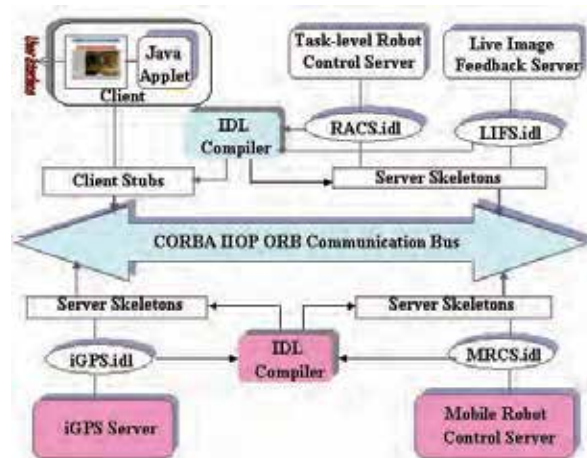 User Interface
Java
Applet
Client
Task-level Robot
Control Server
Live Image
Feedback Server
IDL
Compiler
RACS.idl
LIFS.idl
Client Stubs
Server Skeletons
CORBA IIOP ORB Communication Bus
Server Skeletons
Server Skeletons
iGPS.idl
IDL
Compiler
MRCS.idl
iGPS Server
Mobile Robot
Control Server